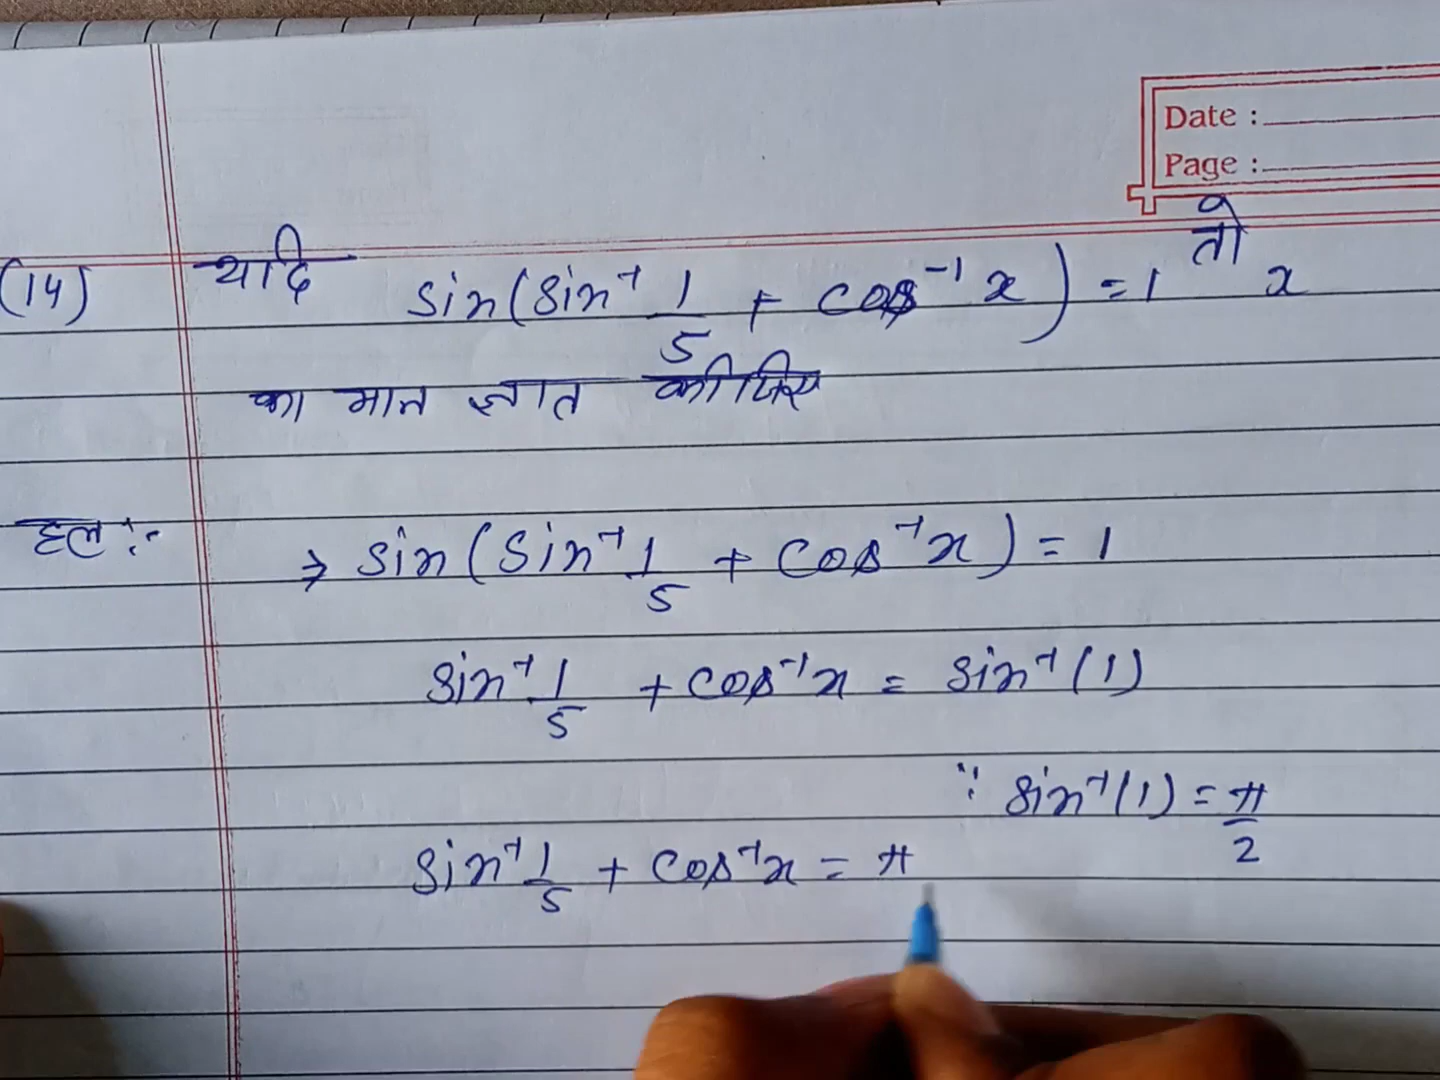 Date :
Page :
(14) यदि sin(sin⁻¹ 1/5 + cos⁻¹ x) = 1 तो x
का मान ज्ञात कीजिए
हल :- ⇒ sin(sin⁻¹ 1/5 + cos⁻¹ x) = 1
sin⁻¹ 1/5 + cos⁻¹ x = sin⁻¹(1)
∵ sin⁻¹(1) = π/2
sin⁻¹ 1/5 + cos⁻¹ x = π